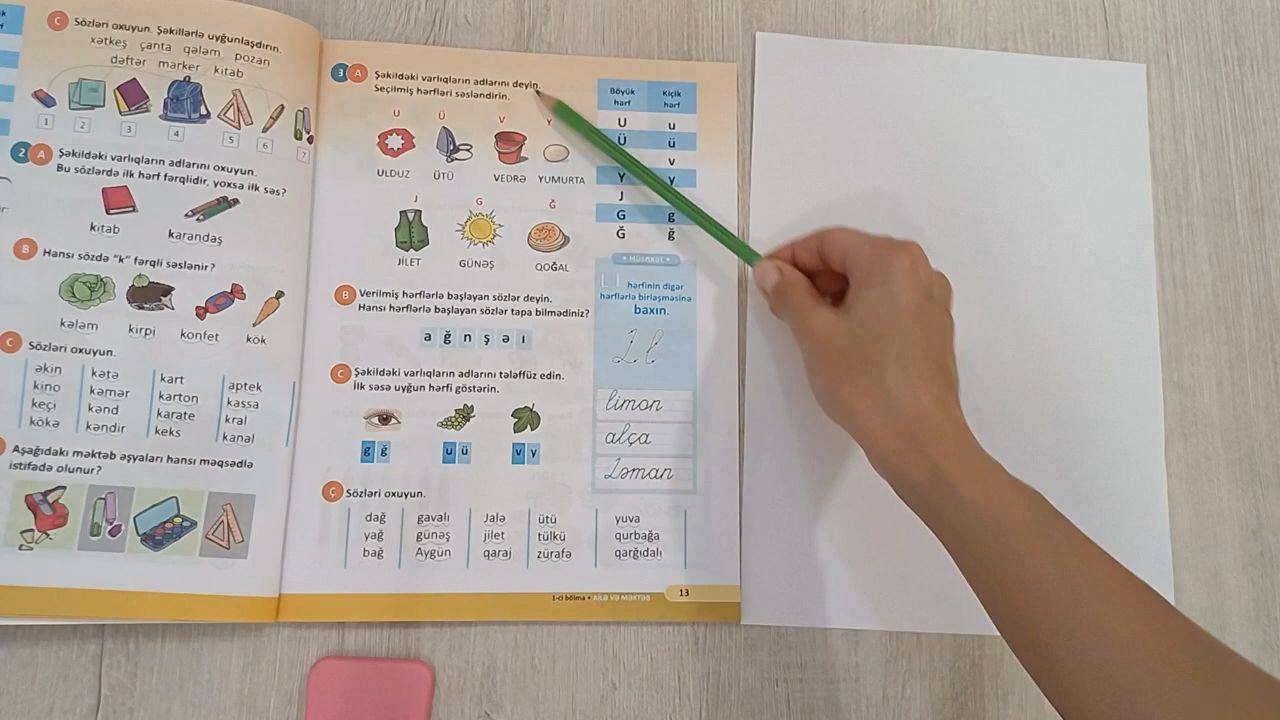 C Sözləri oxuyun. Şəkillərlə uyğunlaşdırın.
xətkeş çanta qələm pozan
dəftər marker kitab
1 2 3 4 5 6 7
2 A Şəkildəki varlıqların adlarını oxuyun.
Bu sözlərdə ilk hərf fərqlidir, yoxsa ilk səs?
kitab karandaş
B Hansı sözdə "k" fərqli səslənir?
kələm kirpi konfet kök
C Sözləri oxuyun.
əkin kətə kart aptek
kino kəmər karton kassa
keçi kənd karate kral
kökə kəndir keks kanal
Aşağıdakı məktəb əşyaları hansı məqsədlə
istifadə olunur?
3 A Şəkildəki varlıqların adlarını deyin.
Seçilmiş hərfləri səsləndirin.
U Ü V Y
ULDUZ ÜTÜ VEDRƏ YUMURTA
J G Ğ
JİLET GÜNƏŞ QOĞAL
B Verilmiş hərflərlə başlayan sözlər deyin.
Hansı hərflərlə başlayan sözlər tapa bilmədiniz?
a ğ n ş ə ı
C Şəkildəki varlıqların adlarını tələffüz edin.
İlk səsə uyğun hərfi göstərin.
g ğ u ü v y
Ç Sözləri oxuyun.
dağ gavalı Jalə ütü yuva
yağ günəş jilet tülkü qurbağa
bağ Aygün qaraj zürafə qarğıdalı
Böyük Kiçik
hərf hərf
U u
Ü ü
v
Y y
J
G g
Ğ ğ
• Hüsnxət •
L l hərfinin digər
hərflərlə birləşməsinə
baxın.
L l
limon
alça
Ləman
1-ci bölmə • AİLƏ VƏ MƏKTƏB 13